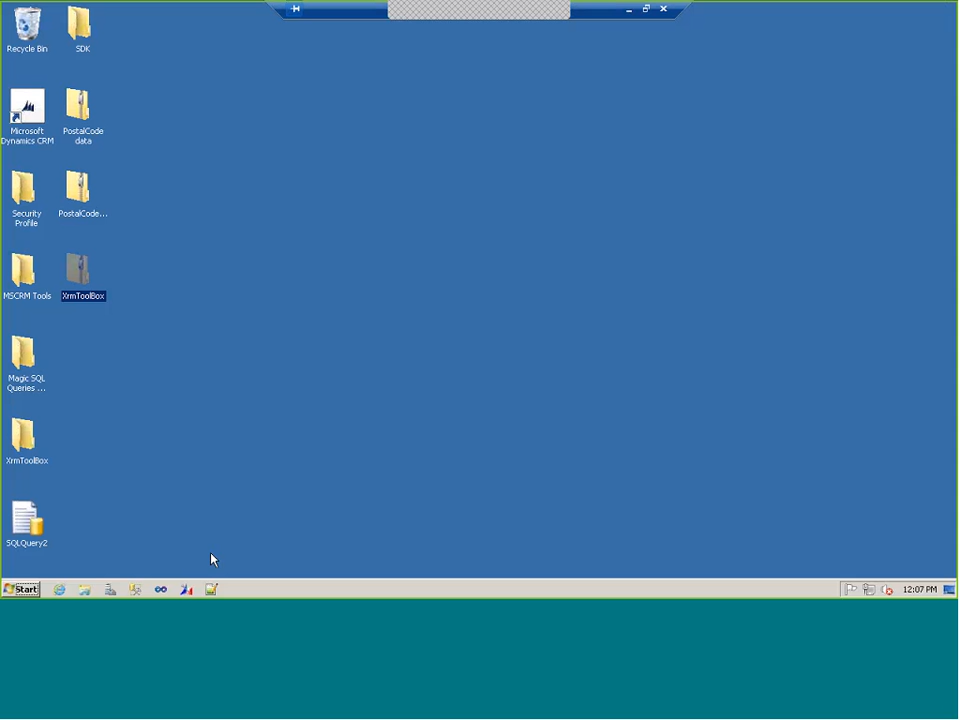 Recycle Bin
SDK
Microsoft
Dynamics CRM
PostalCode
data
Security
Profile
PostalCode...
MSCRM Tools
XrmToolBox
Magic SQL
Queries ...
XrmToolBox
SQLQuery2
Start
12:07 PM